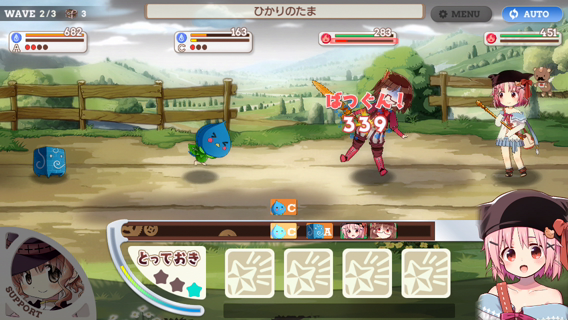 WAVE 2/3 3
ひかりのたま
MENU
AUTO
682
A
163
C
283
451
ばつぐん!
339
C
C A
とっておき
SUPPORT